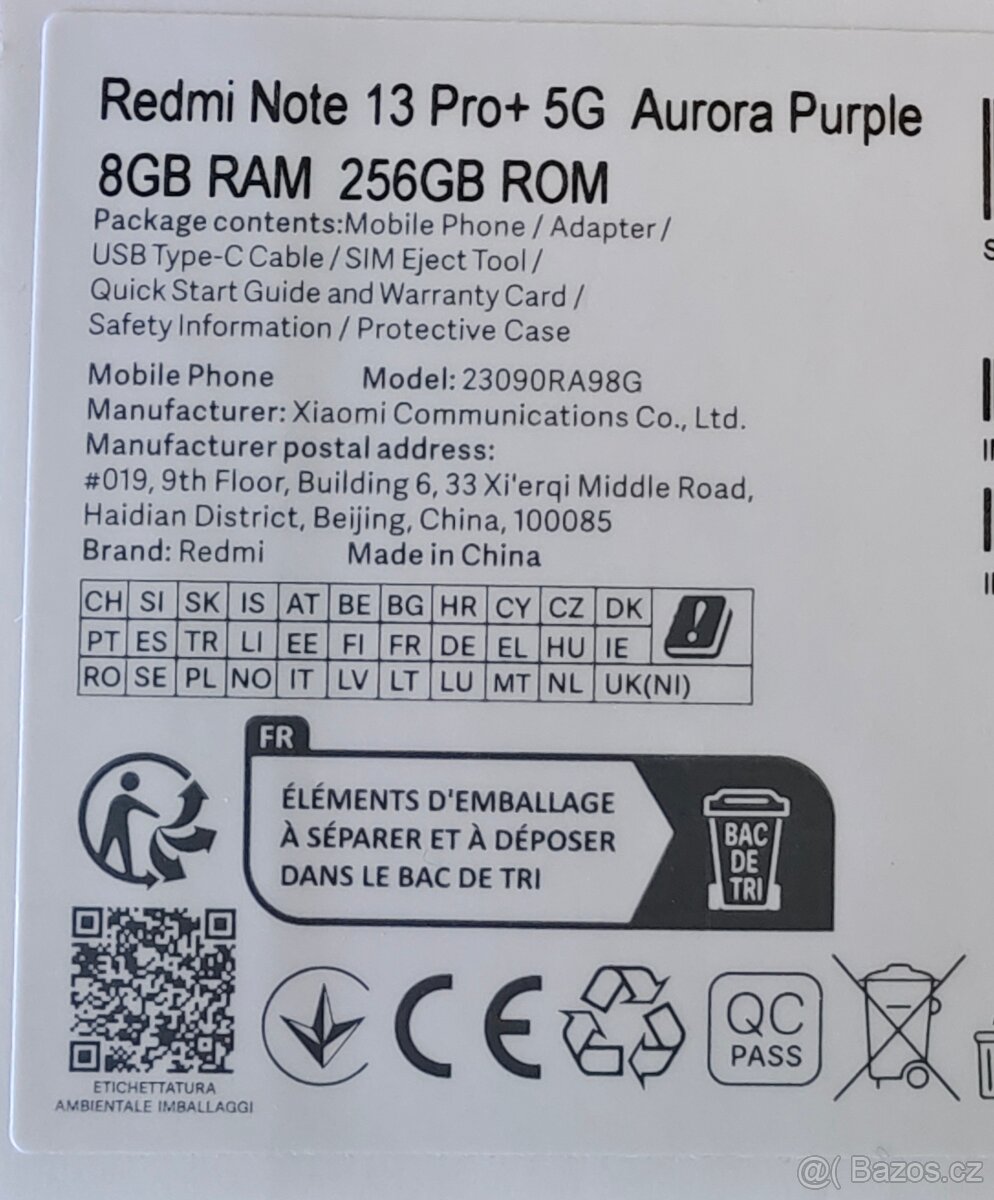 Redmi Note 13 Pro+ 5G Aurora Purple
8GB RAM 256GB ROM
Package contents:Mobile Phone / Adapter /
USB Type-C Cable / SIM Eject Tool /
Quick Start Guide and Warranty Card /
Safety Information / Protective Case
Mobile Phone Model: 23090RA98G
Manufacturer: Xiaomi Communications Co., Ltd.
Manufacturer postal address:
#019, 9th Floor, Building 6, 33 Xi'erqi Middle Road,
Haidian District, Beijing, China, 100085
Brand: Redmi Made in China
CH SI SK IS AT BE BG HR CY CZ DK
PT ES TR LI EE FI FR DE EL HU IE
RO SE PL NO IT LV LT LU MT NL UK(NI)
FR
ÉLÉMENTS D'EMBALLAGE
À SÉPARER ET À DÉPOSER
DANS LE BAC DE TRI
BAC
DE
TRI
ETICHETTATURA
AMBIENTALE IMBALLAGGI
CE
QC
PASS
@( Bazos.cz